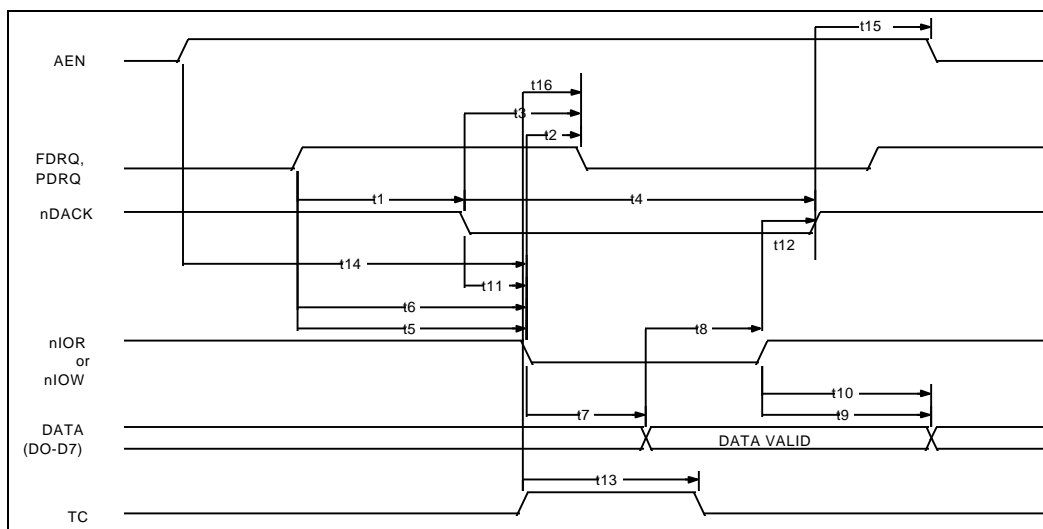 t15
AEN
t16
t3
t2
FDRQ,
PDRQ
t1
t4
nDACK
t12
t14
t11
t6
t5
t8
nIOR
or
nIOW
t10
t7
t9
DATA
(DO-D7)
DATA VALID
t13
TC